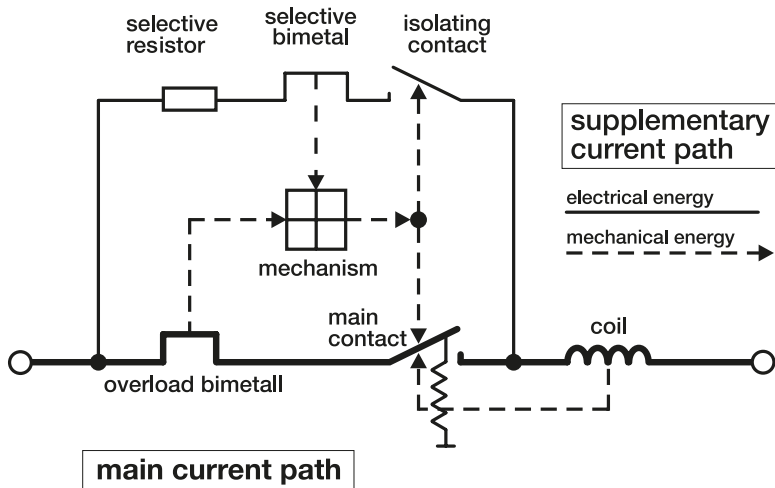 selective
resistor
selective
bimetal
isolating
contact
supplementary
current path
electrical energy
mechanical energy
mechanism
main
contact
coil
overload bimetall
main current path